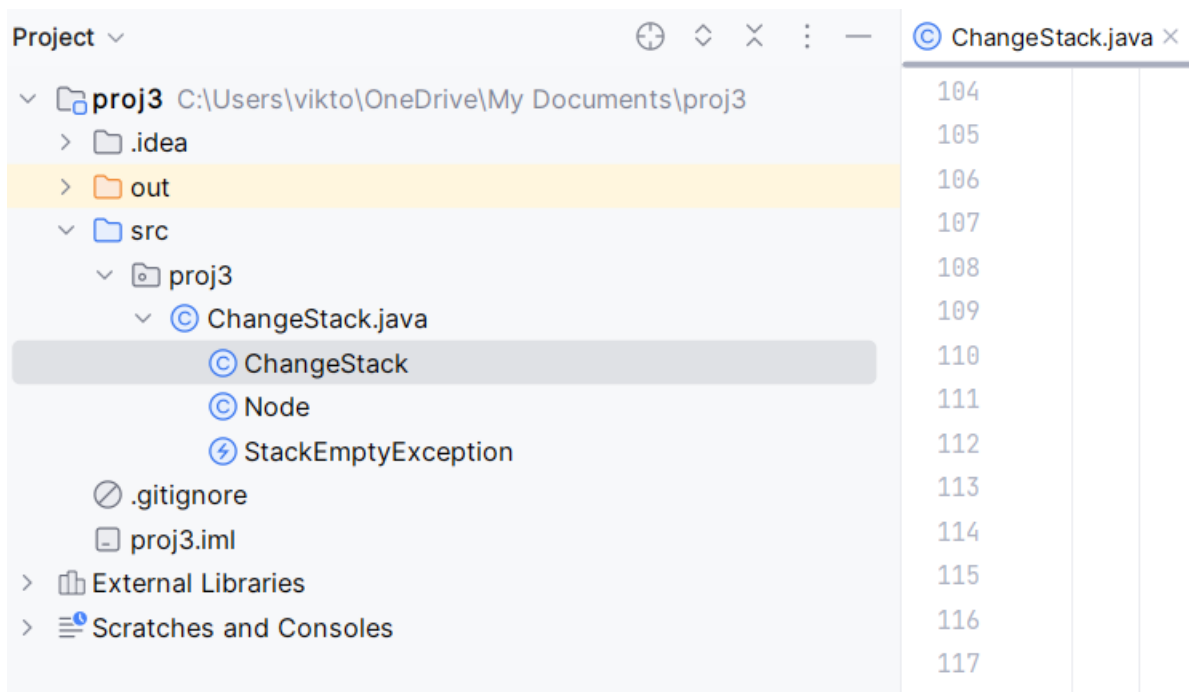 Project
ChangeStack.java
proj3 C:\Users\vikto\OneDrive\My Documents\proj3
.idea
out
src
proj3
ChangeStack.java
ChangeStack
Node
StackEmptyException
.gitignore
proj3.iml
External Libraries
Scratches and Consoles
104
105
106
107
108
109
110
111
112
113
114
115
116
117